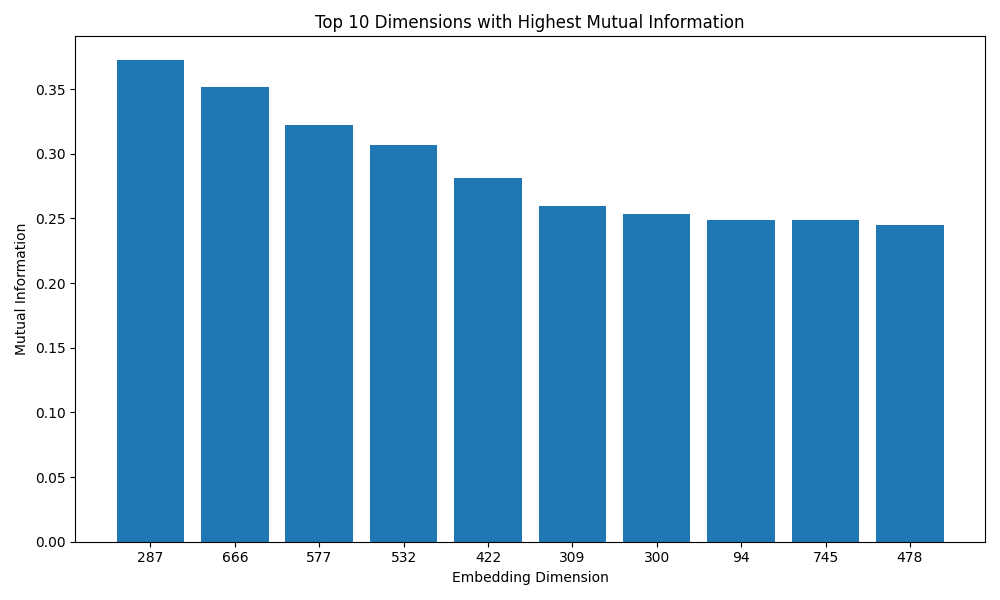 Top 10 Dimensions with Highest Mutual Information
Mutual Information
0.35
0.30
0.25
0.20
0.15
0.10
0.05
0.00
287 666 577 532 422 309 300 94 745 478
Embedding Dimension